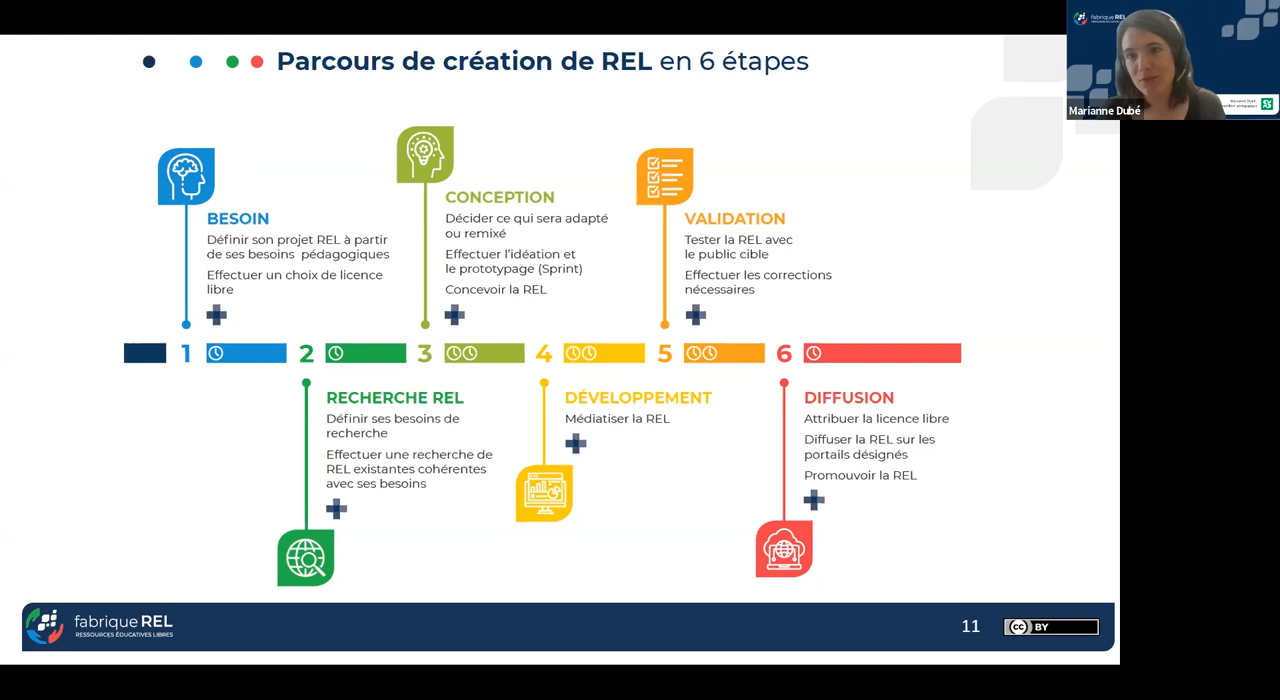 Parcours de création de REL en 6 étapes
fabrique REL
Marianne Dubé
BESOIN
Définir son projet REL à partir
de ses besoins pédagogiques
Effectuer un choix de licence
libre
CONCEPTION
Décider ce qui sera adapté
ou remixé
Effectuer l'idéation et
le prototypage (Sprint)
Concevoir la REL
VALIDATION
Tester la REL avec
le public cible
Effectuer les corrections
nécessaires
1 2 3 4 5 6
RECHERCHE REL
Définir ses besoins de
recherche
Effectuer une recherche de
REL existantes cohérentes
avec ses besoins
DÉVELOPPEMENT
Médiatiser la REL
DIFFUSION
Attribuer la licence libre
Diffuser la REL sur les
portails désignés
Promouvoir la REL
fabrique REL
RESSOURCES ÉDUCATIVES LIBRES
11
cc BY